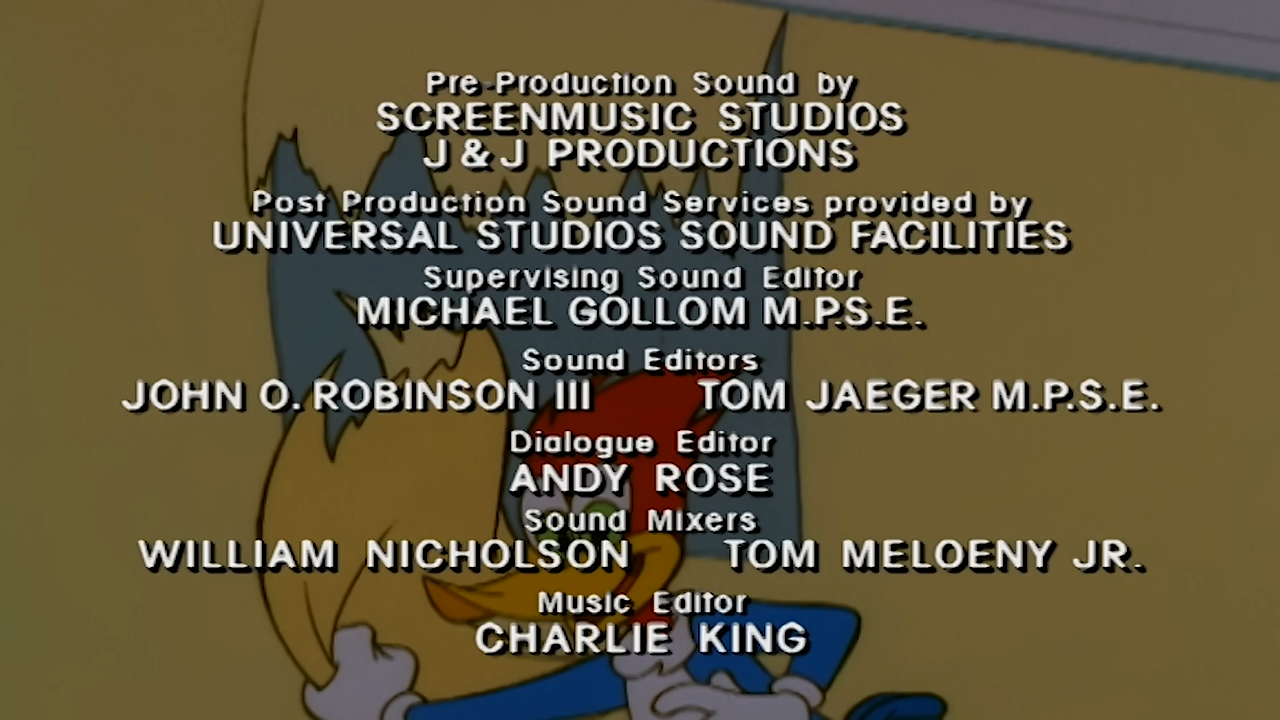 Pre-Production Sound by
SCREENMUSIC STUDIOS
J & J PRODUCTIONS
Post Production Sound Services provided by
UNIVERSAL STUDIOS SOUND FACILITIES
Supervising Sound Editor
MICHAEL GOLLOM M.P.S.E.
Sound Editors
JOHN O. ROBINSON III TOM JAEGER M.P.S.E.
Dialogue Editor
ANDY ROSE
Sound Mixers
WILLIAM NICHOLSON TOM MELOENY JR.
Music Editor
CHARLIE KING